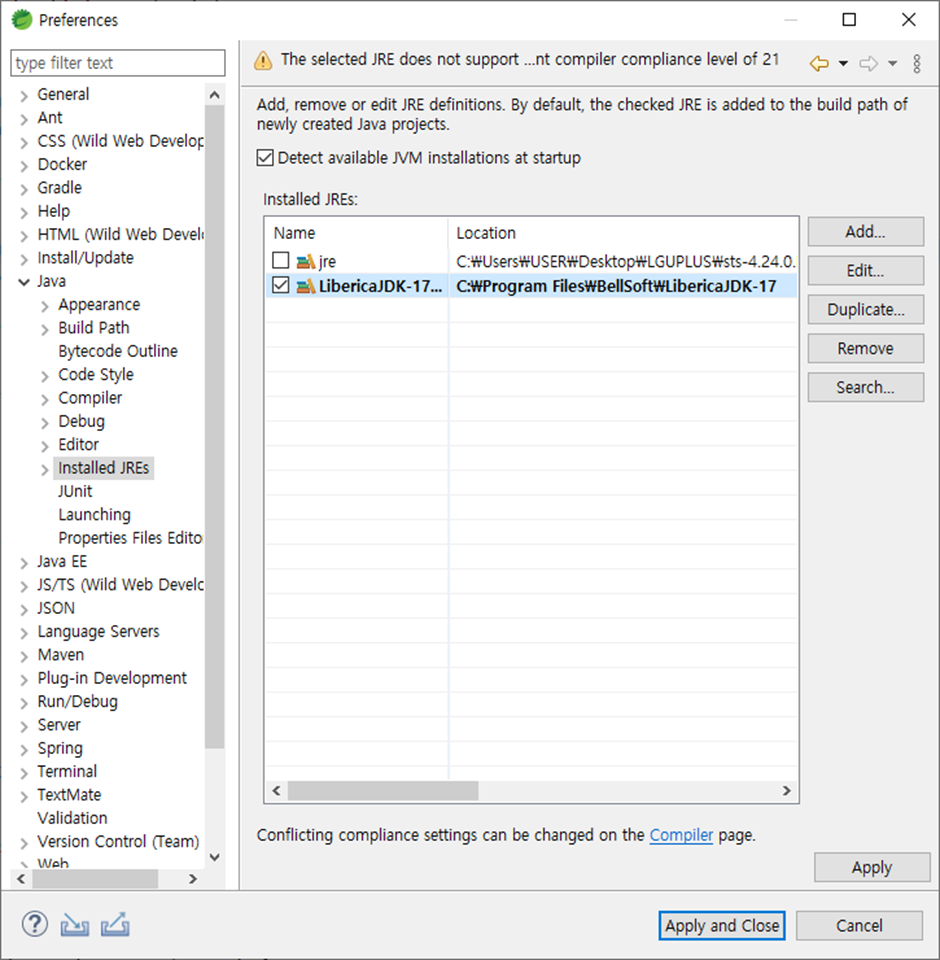 Preferences
type filter text
General
Ant
CSS (Wild Web Develop
Docker
Gradle
Help
HTML (Wild Web Devel
Install/Update
Java
Appearance
Build Path
Bytecode Outline
Code Style
Compiler
Debug
Editor
Installed JREs
JUnit
Launching
Properties Files Edito
Java EE
JS/TS (Wild Web Develc
JSON
Language Servers
Maven
Plug-in Development
Run/Debug
Server
Spring
Terminal
TextMate
Validation
Version Control (Team)
Web
The selected JRE does not support ...nt compiler compliance level of 21
Add, remove or edit JRE definitions. By default, the checked JRE is added to the build path of
newly created Java projects.
Detect available JVM installations at startup
Installed JREs:
Name Location
jre C:₩Users₩USER₩Desktop₩LGUPLUS₩sts-4.24.0.
LibericaJDK-17... C:₩Program Files₩BellSoft₩LibericaJDK-17
Add...
Edit...
Duplicate...
Remove
Search...
Conflicting compliance settings can be changed on the Compiler page.
Apply
?
Apply and Close
Cancel